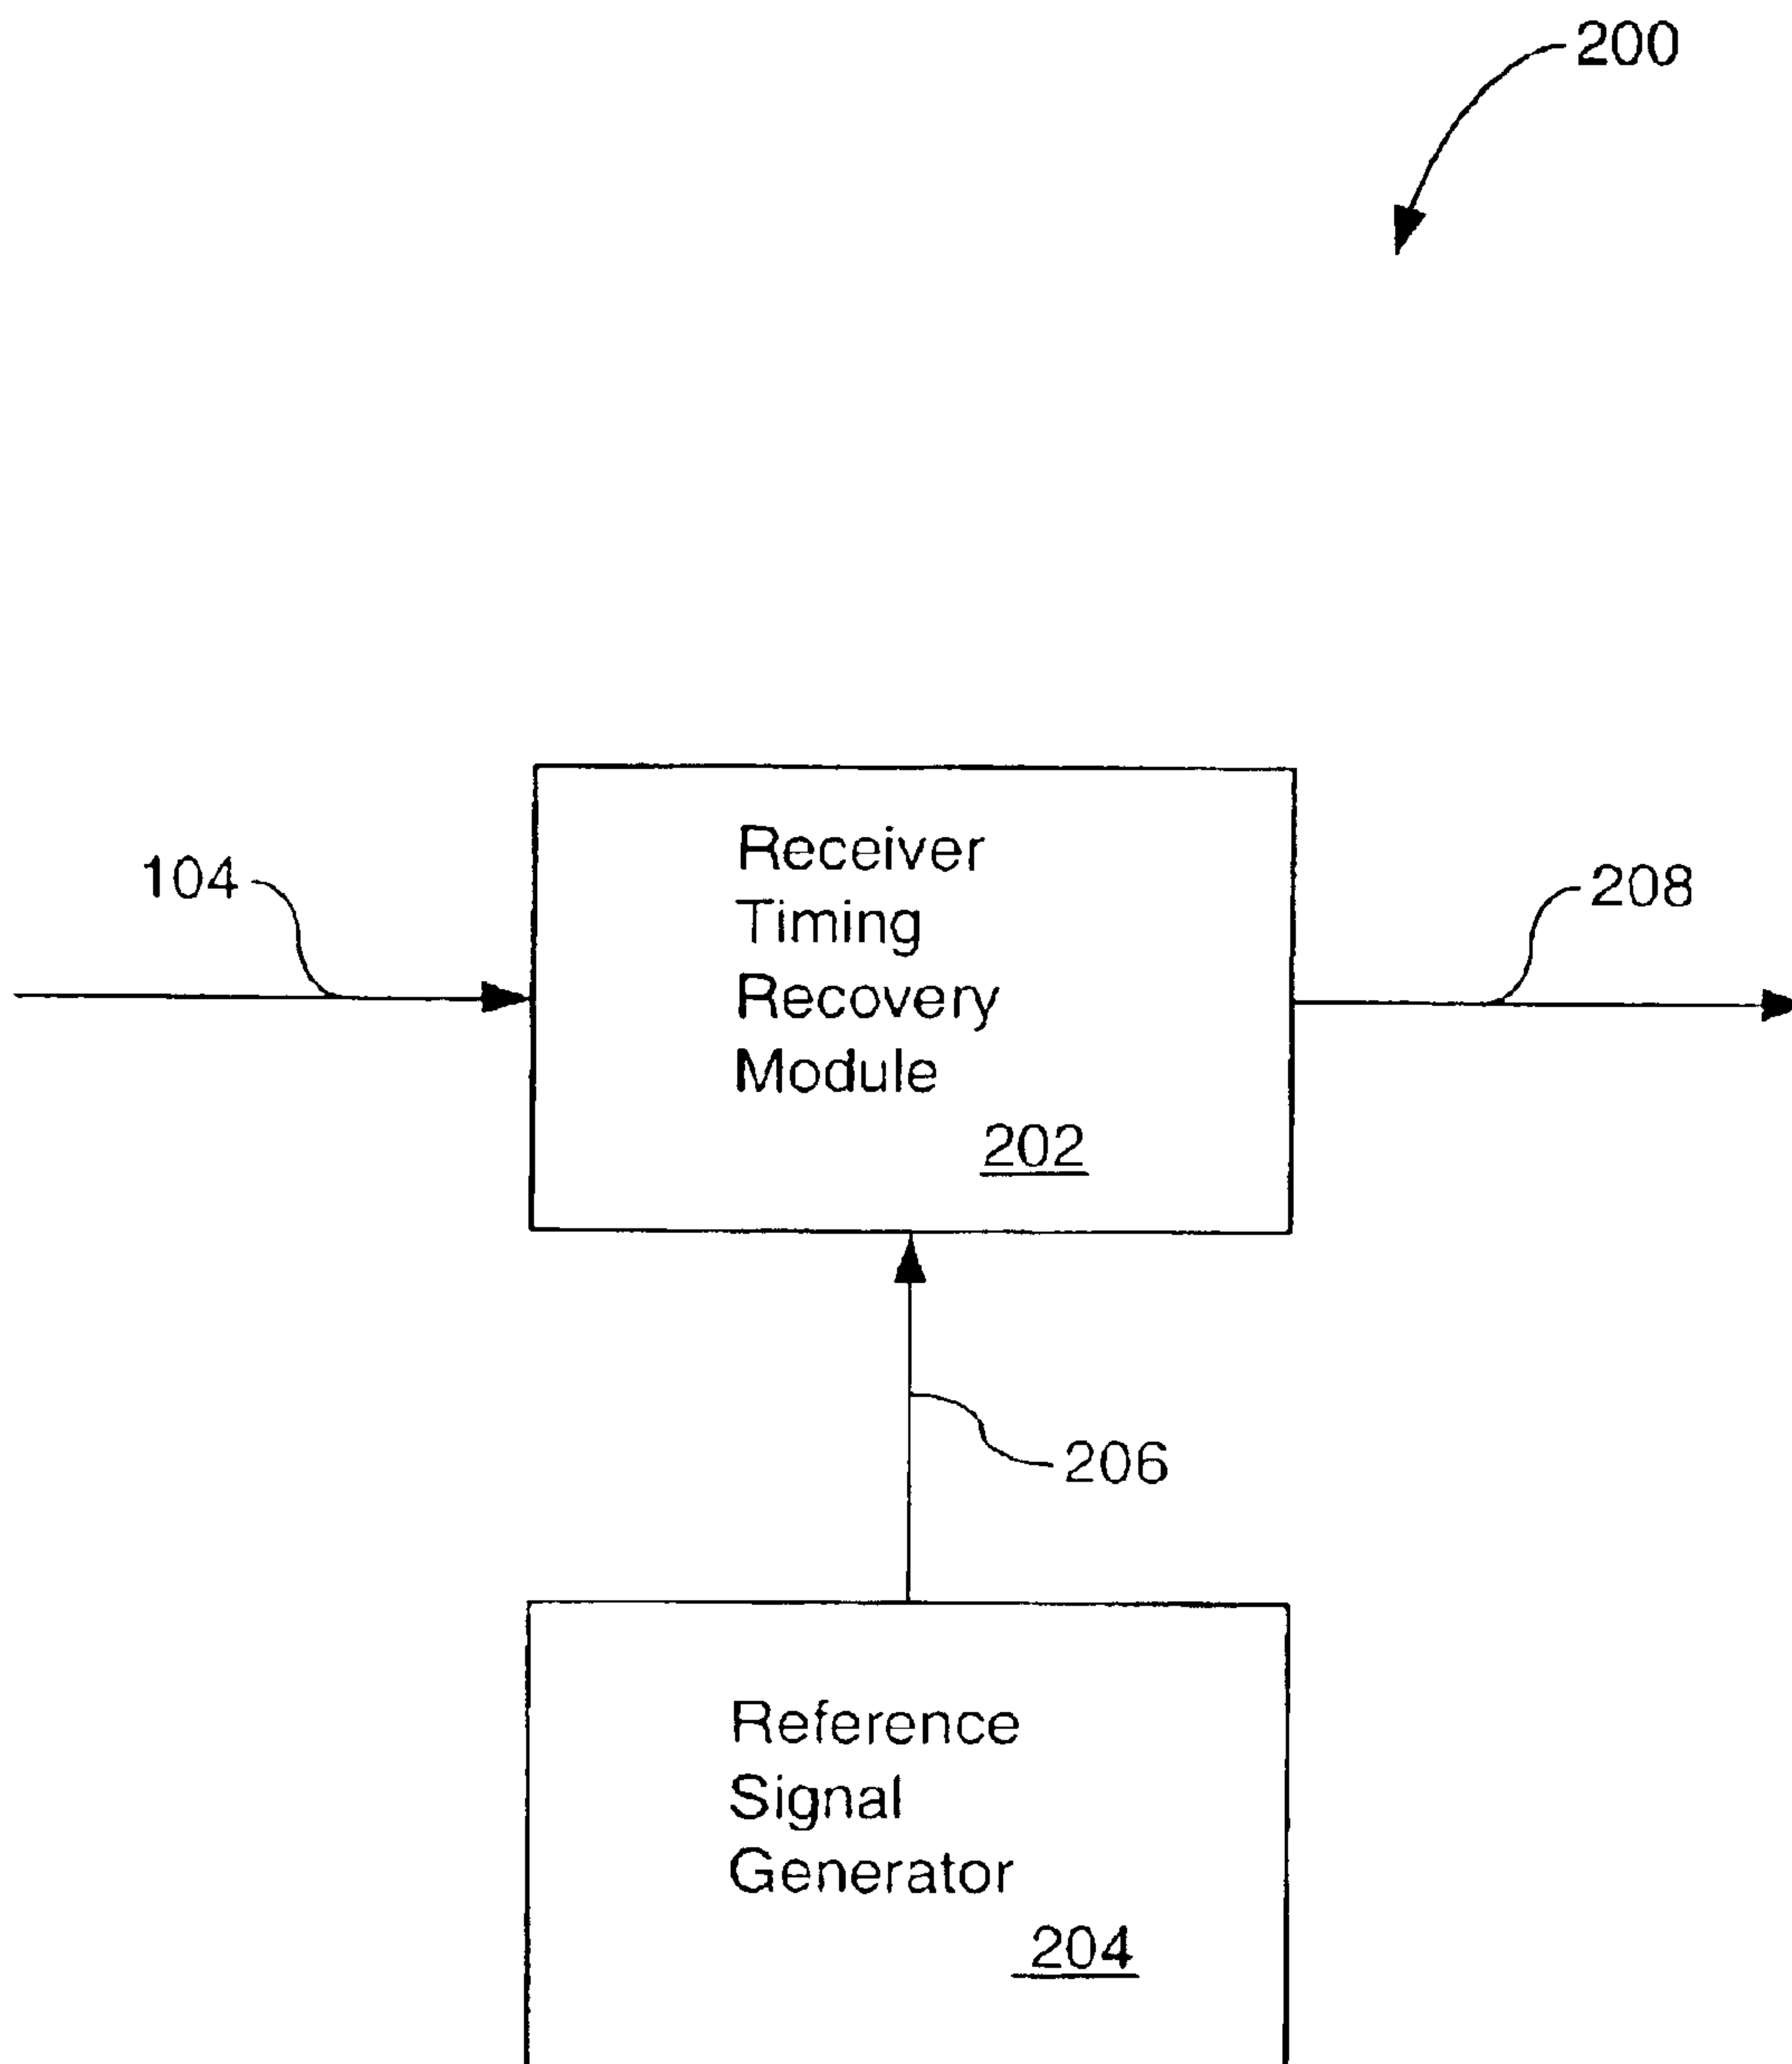 200
104
Receiver
Timing
Recovery
Module
202
208
206
Reference
Signal
Generator
204